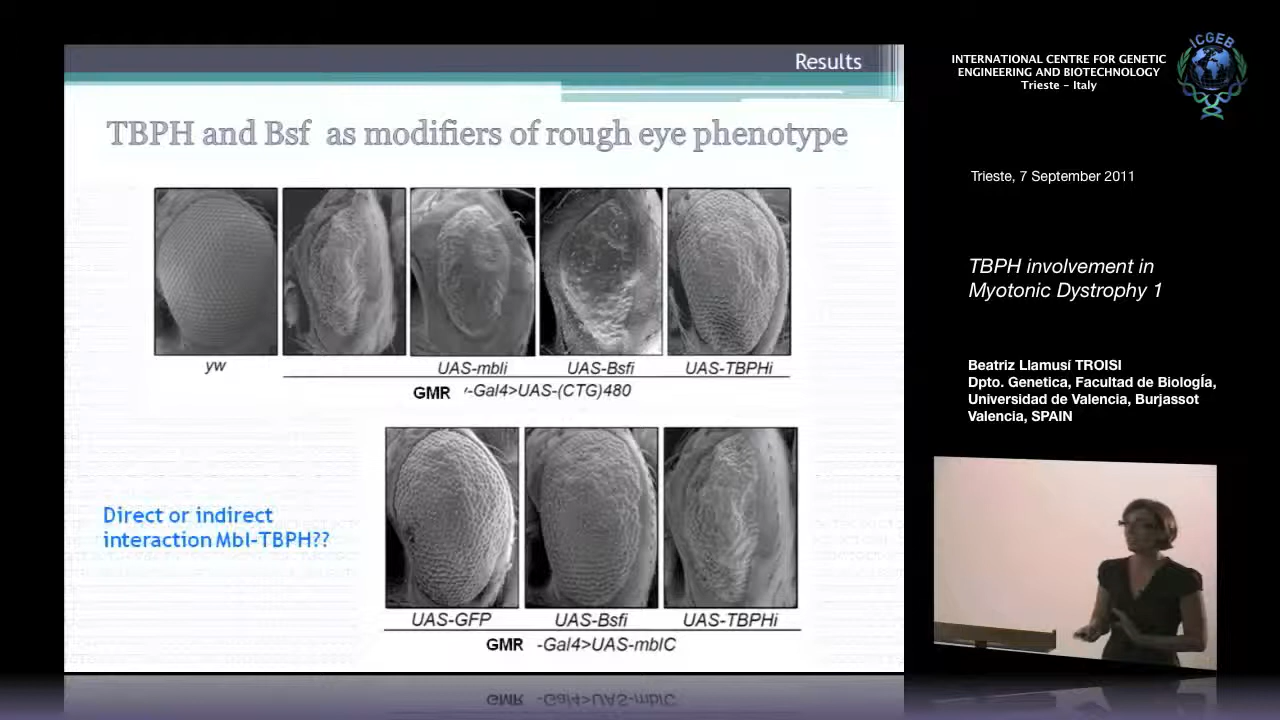 Results
TBPH and Bsf as modifiers of rough eye phenotype
yw
UAS-mbli
UAS-Bsfi
UAS-TBPHi
GMR -Gal4>UAS-(CTG)480
Direct or indirect
interaction Mbl-TBPH??
UAS-GFP
UAS-Bsfi
UAS-TBPHi
GMR -Gal4>UAS-mblC
ICGEB
INTERNATIONAL CENTRE FOR GENETIC
ENGINEERING AND BIOTECHNOLOGY
Trieste - Italy
Trieste, 7 September 2011
TBPH involvement in
Myotonic Dystrophy 1
Beatriz Llamusí TROISI
Dpto. Genetica, Facultad de BiologÍa,
Universidad de Valencia, Burjassot
Valencia, SPAIN